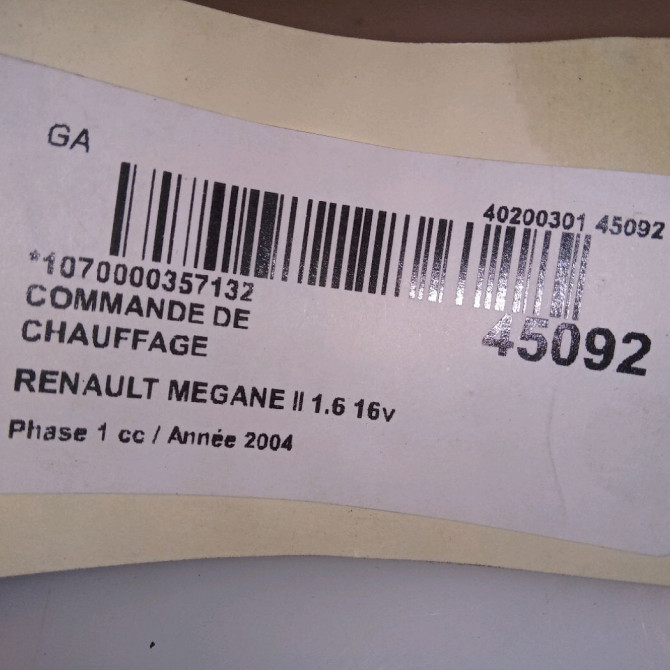 GA
40200301 45092
*1070000357132
45092
COMMANDE DE
CHAUFFAGE
RENAULT MEGANE II 1.6 16v
Phase 1 cc / Année 2004